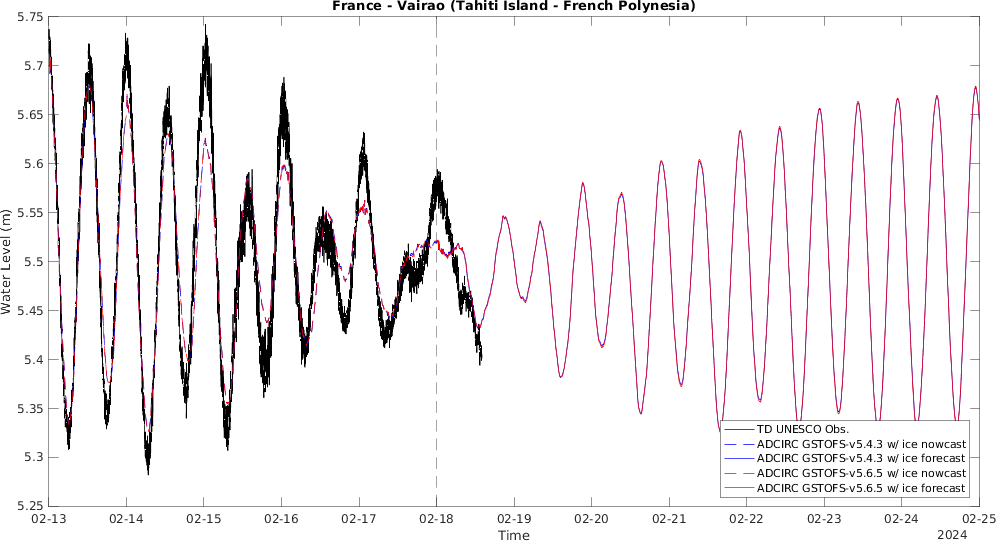 France - Vairao (Tahiti Island - French Polynesia)
Water Level (m)
5.75
5.7
5.65
5.6
5.55
5.5
5.45
5.4
5.35
5.3
5.25
TD UNESCO Obs.
ADCIRC GSTOFS-v5.4.3 w/ ice nowcast
ADCIRC GSTOFS-v5.4.3 w/ ice forecast
ADCIRC GSTOFS-v5.6.5 w/ ice nowcast
ADCIRC GSTOFS-v5.6.5 w/ ice forecast
02-13 02-14 02-15 02-16 02-17 02-18 02-19 02-20 02-21 02-22 02-23 02-24 02-25
Time
2024